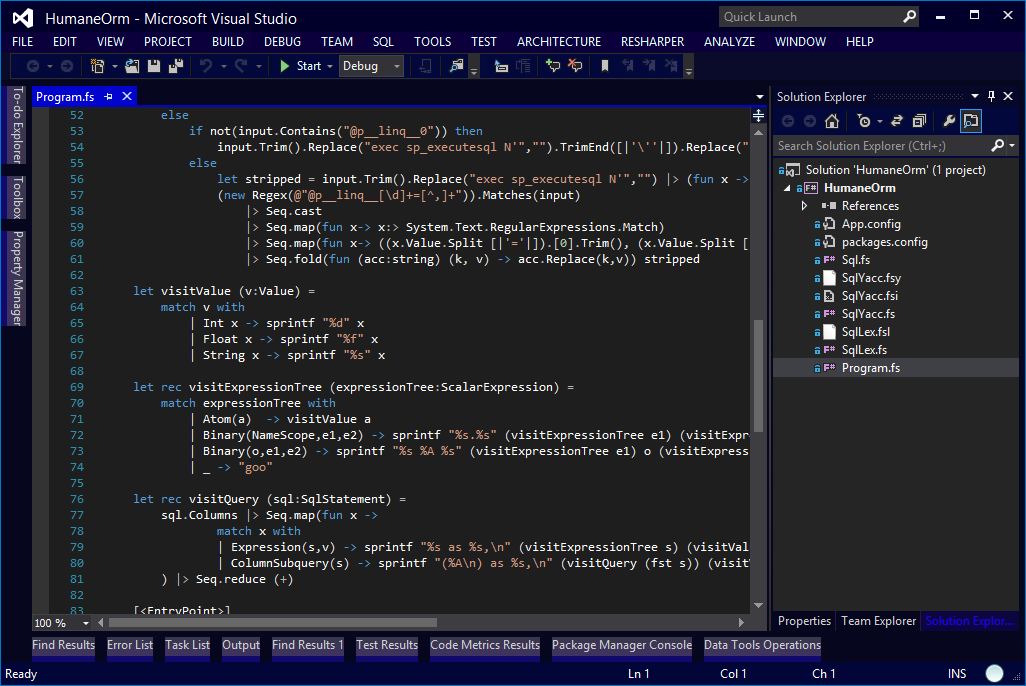 HumaneOrm - Microsoft Visual Studio
Quick Launch
FILE EDIT VIEW PROJECT BUILD DEBUG TEAM SQL TOOLS TEST ARCHITECTURE RESHARPER ANALYZE WINDOW HELP
Start Debug
To-do Explorer
Toolbox
Property Manager
Program.fs
52 else
53 if not(input.Contains("@p__linq__0")) then
54 input.Trim().Replace("exec sp_executesql N'","").TrimEnd([|'\''|]).Replace("
55 else
56 let stripped = input.Trim().Replace("exec sp_executesql N'","") |> (fun x ->
57 (new Regex(@"@p__linq__[\d]+=[^,]+")).Matches(input)
58 |> Seq.cast
59 |> Seq.map(fun x-> x:> System.Text.RegularExpressions.Match)
60 |> Seq.map(fun x-> ((x.Value.Split [|'='|]).[0].Trim(), (x.Value.Split [
61 |> Seq.fold(fun (acc:string) (k, v) -> acc.Replace(k,v)) stripped
62
63 let visitValue (v:Value) =
64 match v with
65 | Int x -> sprintf "%d" x
66 | Float x -> sprintf "%f" x
67 | String x -> sprintf "%s" x
68
69 let rec visitExpressionTree (expressionTree:ScalarExpression) =
70 match expressionTree with
71 | Atom(a)  -> visitValue a
72 | Binary(NameScope,e1,e2) -> sprintf "%s.%s" (visitExpressionTree e1) (visitExpr
73 | Binary(o,e1,e2) -> sprintf "%s %A %s" (visitExpressionTree e1) o (visitExpress
74 | _ -> "goo"
75
76 let rec visitQuery (sql:SqlStatement) =
77 sql.Columns |> Seq.map(fun x ->
78 match x with
79 | Expression(s,v) -> sprintf "%s as %s,\n" (visitExpressionTree s) (visitVal
80 | ColumnSubquery(s) -> sprintf "(%A\n) as %s,\n" (visitQuery (fst s)) (visit
81 ) |> Seq.reduce (+)
82
83 [<EntryPoint>]
100 %
Solution Explorer
Search Solution Explorer (Ctrl+;)
Solution 'HumaneOrm' (1 project)
HumaneOrm
References
App.config
packages.config
Sql.fs
SqlYacc.fsy
SqlYacc.fsi
SqlYacc.fs
SqlLex.fsl
SqlLex.fs
Program.fs
Properties Team Explorer Solution Explor...
Find Results Error List Task List Output Find Results 1 Test Results Code Metrics Results Package Manager Console Data Tools Operations
Ready Ln 1 Col 1 Ch 1 INS